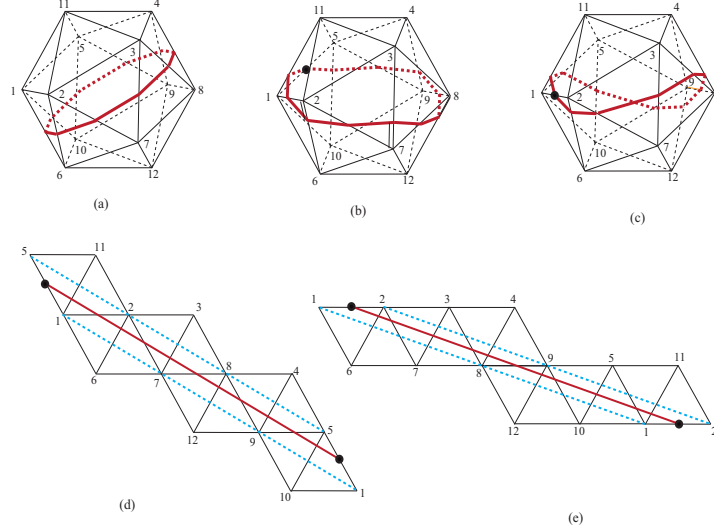 11 4 11 4 11 4
5 3 5 3 5 3
1 2 9 8 1 2 9 8 1 2 9
10 7 10 7 10 7
6 12 6 12 6 12
(a) (b) (c)
5 11
1 2 3
6 7 8 4
12 9 5
10 1
(d)
1 2 3 4
6 7 8 9 5 11
12 10 1 2
(e)